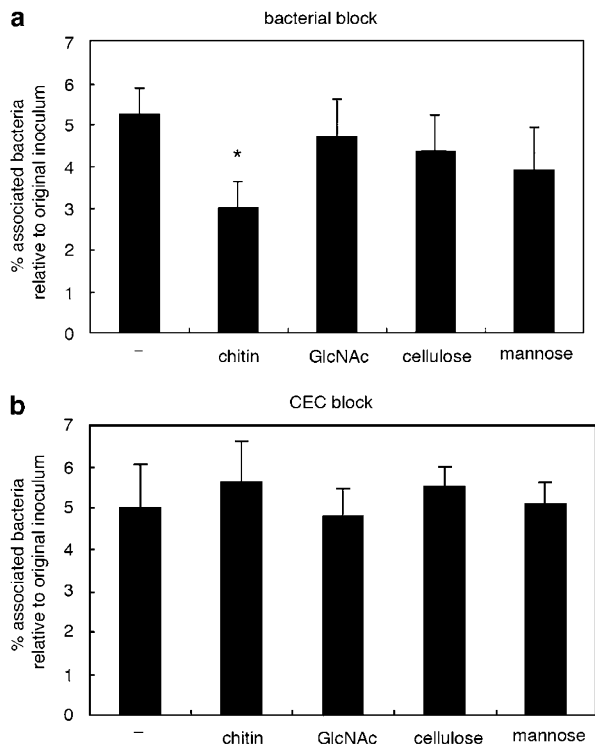 a
bacterial block
% associated bacteria
relative to original inoculum
7
6
5
4
3
2
1
0
*
– chitin GlcNAc cellulose mannose
b
CEC block
% associated bacteria
relative to original inoculum
7
6
5
4
3
2
1
0
– chitin GlcNAc cellulose mannose